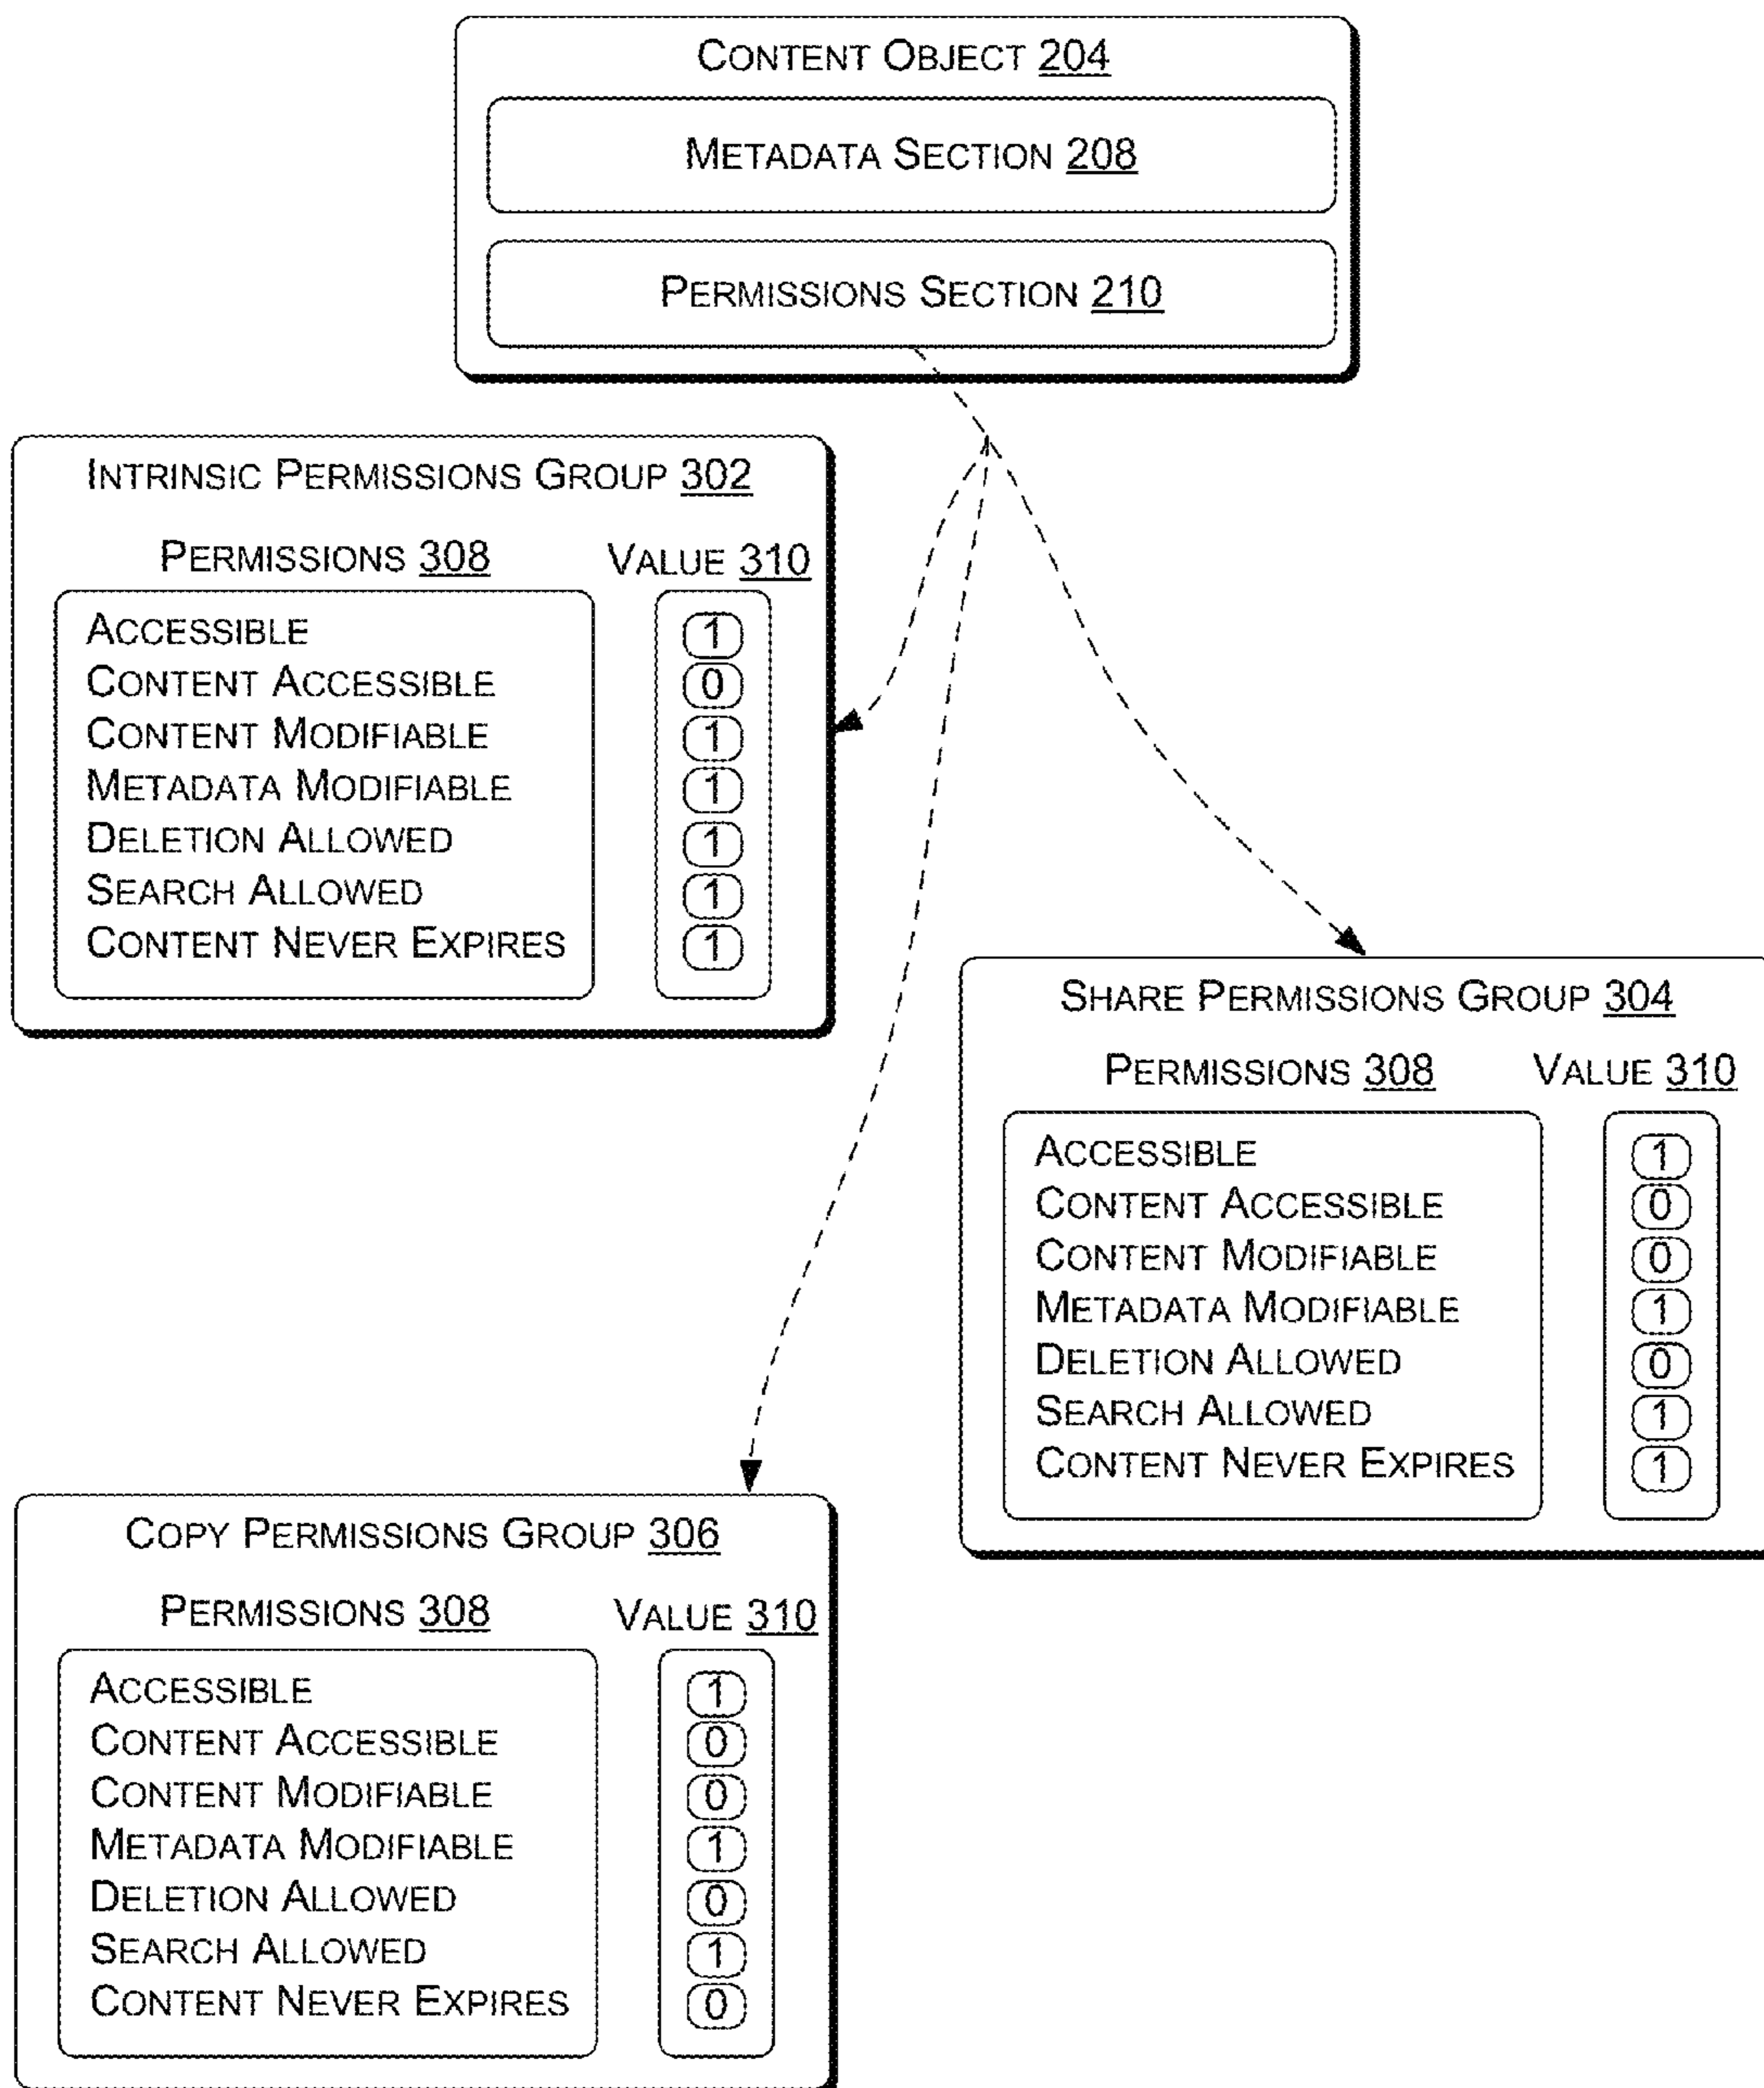 CONTENT OBJECT 204
METADATA SECTION 208
PERMISSIONS SECTION 210
INTRINSIC PERMISSIONS GROUP 302
PERMISSIONS 308 VALUE 310
ACCESSIBLE 1
CONTENT ACCESSIBLE 0
CONTENT MODIFIABLE 1
METADATA MODIFIABLE 1
DELETION ALLOWED 1
SEARCH ALLOWED 1
CONTENT NEVER EXPIRES 1
SHARE PERMISSIONS GROUP 304
PERMISSIONS 308 VALUE 310
ACCESSIBLE 1
CONTENT ACCESSIBLE 0
CONTENT MODIFIABLE 0
METADATA MODIFIABLE 1
DELETION ALLOWED 0
SEARCH ALLOWED 1
CONTENT NEVER EXPIRES 1
COPY PERMISSIONS GROUP 306
PERMISSIONS 308 VALUE 310
ACCESSIBLE 1
CONTENT ACCESSIBLE 0
CONTENT MODIFIABLE 0
METADATA MODIFIABLE 1
DELETION ALLOWED 0
SEARCH ALLOWED 1
CONTENT NEVER EXPIRES 0